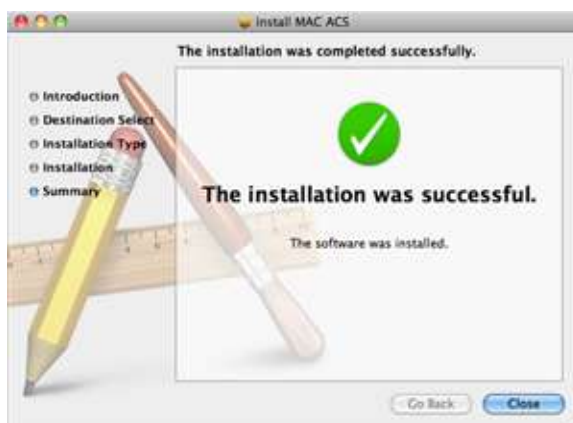 Install MAC ACS
The installation was completed successfully.
Introduction
Destination Select
Installation Type
Installation
Summary
The installation was successful.
The software was installed.
Go Back
Close